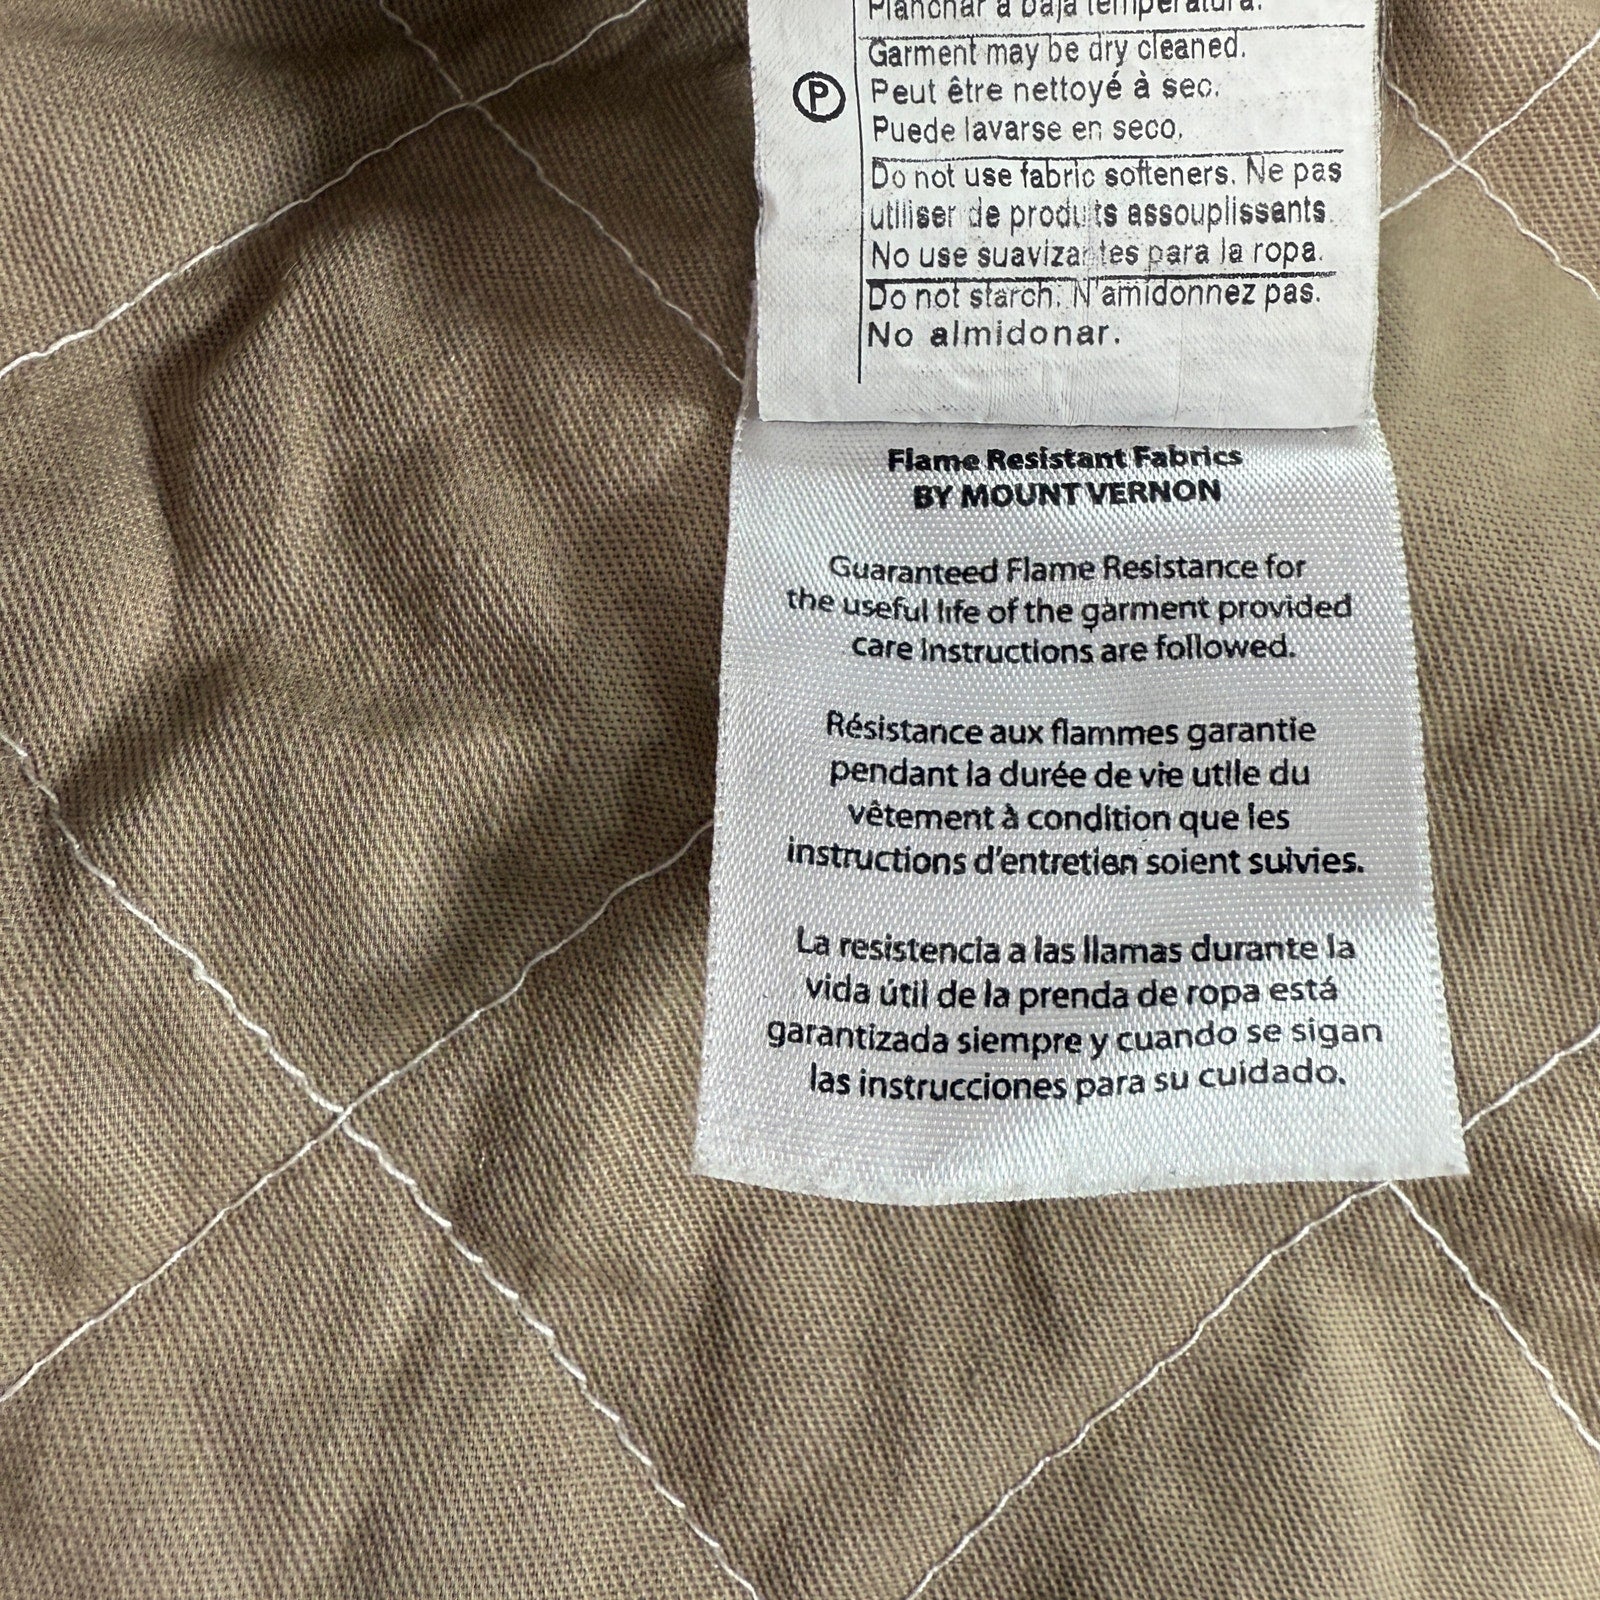 Planchar a baja temperatura.
Garment may be dry cleaned.
P
Peut être nettoyé à sec.
Puede lavarse en seco.
Do not use fabric softeners. Ne pas
utiliser de produits assouplissants.
No use suavizantes para la ropa.
Do not starch. N'amidonnez pas.
No almidonar.
Flame Resistant Fabrics
BY MOUNT VERNON
Guaranteed Flame Resistance for
the useful life of the garment provided
care instructions are followed.
Résistance aux flammes garantie
pendant la durée de vie utile du
vêtement à condition que les
instructions d'entretien soient suivies.
La resistencia a las llamas durante la
vida útil de la prenda de ropa está
garantizada siempre y cuando se sigan
las instrucciones para su cuidado.